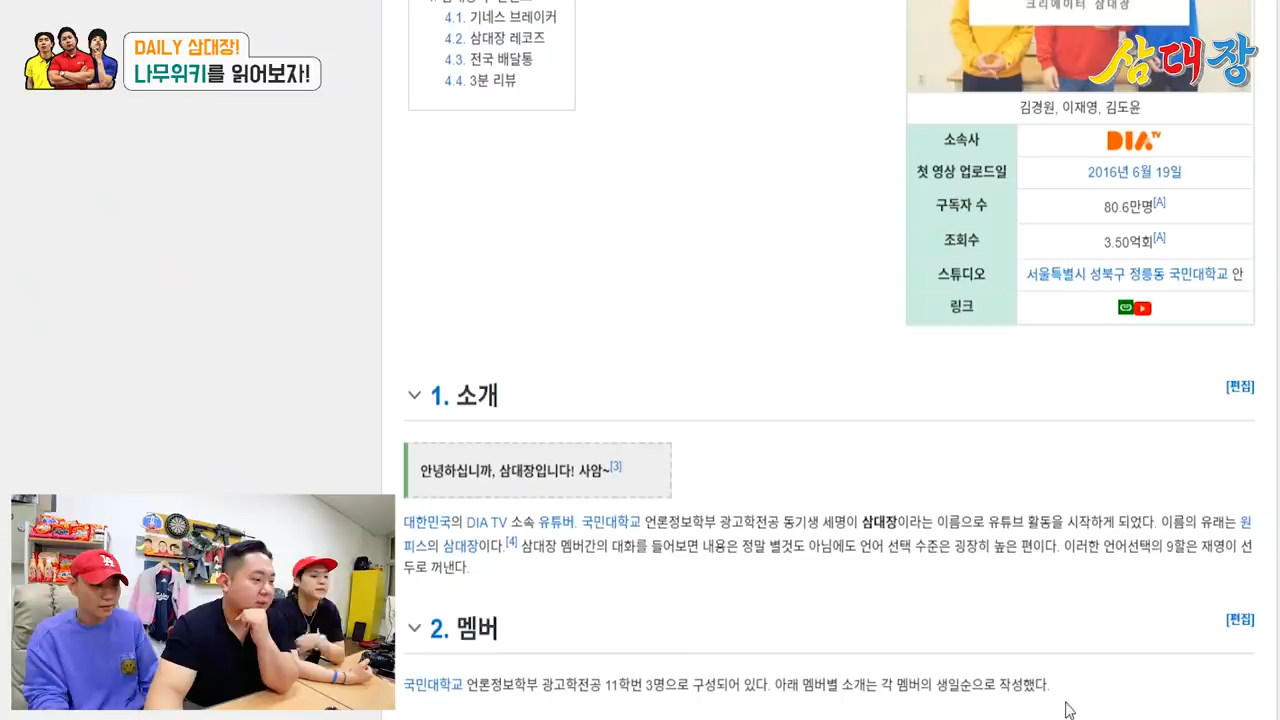 DAILY 삼대장!
나무위키를 읽어보자!
4.1. 기네스 브레이커
4.2. 삼대장 레코즈
4.3. 전국 배달통
4.4. 3분 리뷰
크리에이터 삼대장
삼대장
김경원, 이재영, 김도윤
소속사 DIA TV
첫 영상 업로드일 2016년 6월 19일
구독자 수 80.6만명[A]
조회수 3.50억회[A]
스튜디오 서울특별시 성북구 정릉동 국민대학교 안
링크
1. 소개 [편집]
안녕하십니까, 삼대장입니다! 사암~[3]
대한민국의 DIA TV 소속 유튜버. 국민대학교 언론정보학부 광고학전공 동기생 세명이 삼대장이라는 이름으로 유튜브 활동을 시작하게 되었다. 이름의 유래는 원
피스의 삼대장이다.[4] 삼대장 멤버간의 대화를 들어보면 내용은 정말 별것도 아님에도 언어 선택 수준은 굉장히 높은 편이다. 이러한 언어선택의 9할은 재영이 선
두로 꺼낸다.
2. 멤버 [편집]
국민대학교 언론정보학부 광고학전공 11학번 3명으로 구성되어 있다. 아래 멤버별 소개는 각 멤버의 생일순으로 작성했다.